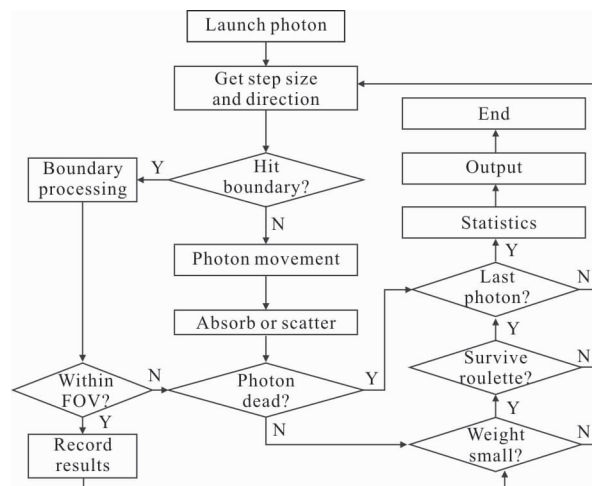 Launch photon
Get step size
and direction
End
Boundary
processing
Y
Hit
boundary?
Output
N
Statistics
Photon movement
Y
Last
photon?
N
Absorb or scatter
Y
Survive
roulette?
N
Within
FOV?
N
Photon
dead?
Y
Y
N
Y
Record
results
Weight
small?
N